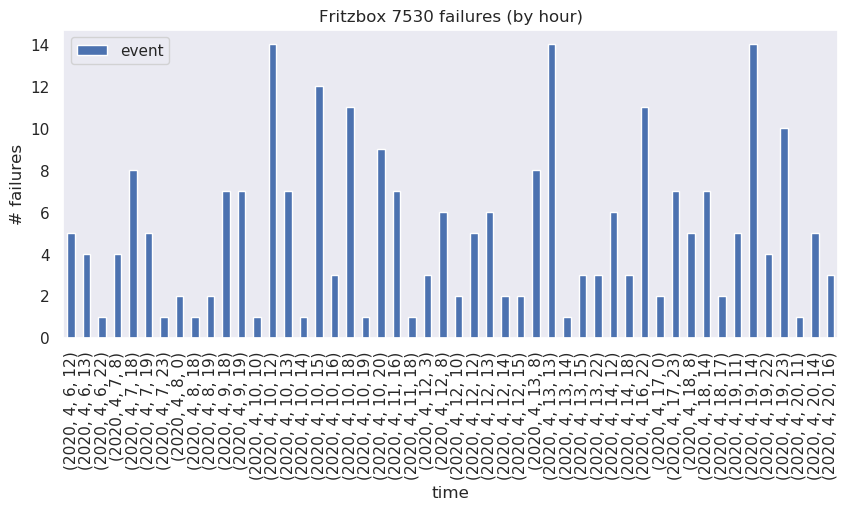 Fritzbox 7530 failures (by hour)
event
# failures
14
12
10
8
6
4
2
0
(2020, 4, 6, 12)
(2020, 4, 6, 13)
(2020, 4, 6, 22)
(2020, 4, 7, 8)
(2020, 4, 7, 18)
(2020, 4, 7, 19)
(2020, 4, 7, 23)
(2020, 4, 8, 0)
(2020, 4, 8, 18)
(2020, 4, 8, 19)
(2020, 4, 9, 18)
(2020, 4, 9, 19)
(2020, 4, 10, 10)
(2020, 4, 10, 12)
(2020, 4, 10, 13)
(2020, 4, 10, 14)
(2020, 4, 10, 15)
(2020, 4, 10, 16)
(2020, 4, 10, 18)
(2020, 4, 10, 19)
(2020, 4, 10, 20)
(2020, 4, 11, 16)
(2020, 4, 11, 18)
(2020, 4, 12, 3)
(2020, 4, 12, 8)
(2020, 4, 12, 10)
(2020, 4, 12, 12)
(2020, 4, 12, 13)
(2020, 4, 12, 14)
(2020, 4, 12, 15)
(2020, 4, 13, 8)
(2020, 4, 13, 13)
(2020, 4, 13, 14)
(2020, 4, 13, 15)
(2020, 4, 13, 22)
(2020, 4, 14, 12)
(2020, 4, 14, 18)
(2020, 4, 16, 22)
(2020, 4, 17, 0)
(2020, 4, 17, 23)
(2020, 4, 18, 8)
(2020, 4, 18, 14)
(2020, 4, 18, 17)
(2020, 4, 19, 11)
(2020, 4, 19, 14)
(2020, 4, 19, 22)
(2020, 4, 19, 23)
(2020, 4, 20, 11)
(2020, 4, 20, 14)
(2020, 4, 20, 16)
time